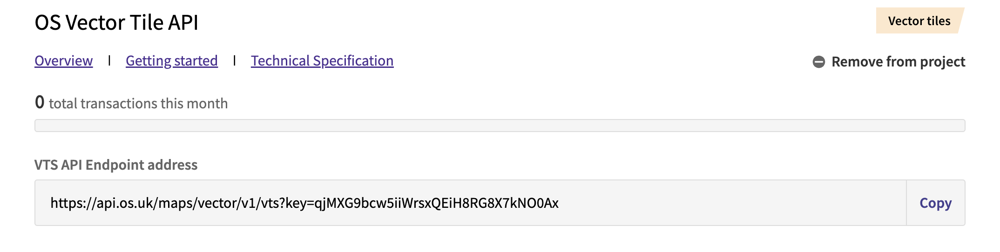 OS Vector Tile API
Vector tiles
Overview | Getting started | Technical Specification
Remove from project
0 total transactions this month
VTS API Endpoint address
https://api.os.uk/maps/vector/v1/vts?key=qjMXG9bcw5iiWrsxQEiH8RG8X7kNO0Ax
Copy